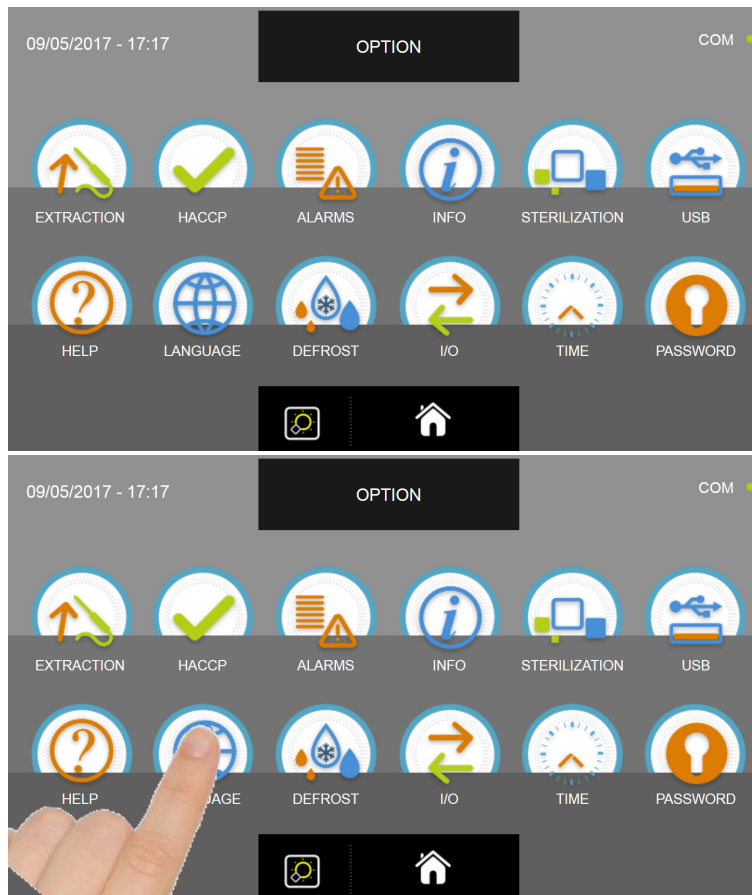 09/05/2017 - 17:17 OPTION COM
EXTRACTION HACCP ALARMS INFO STERILIZATION USB
HELP LANGUAGE DEFROST I/O TIME PASSWORD
09/05/2017 - 17:17 OPTION COM
EXTRACTION HACCP ALARMS INFO STERILIZATION USB
HELP AGE DEFROST I/O TIME PASSWORD